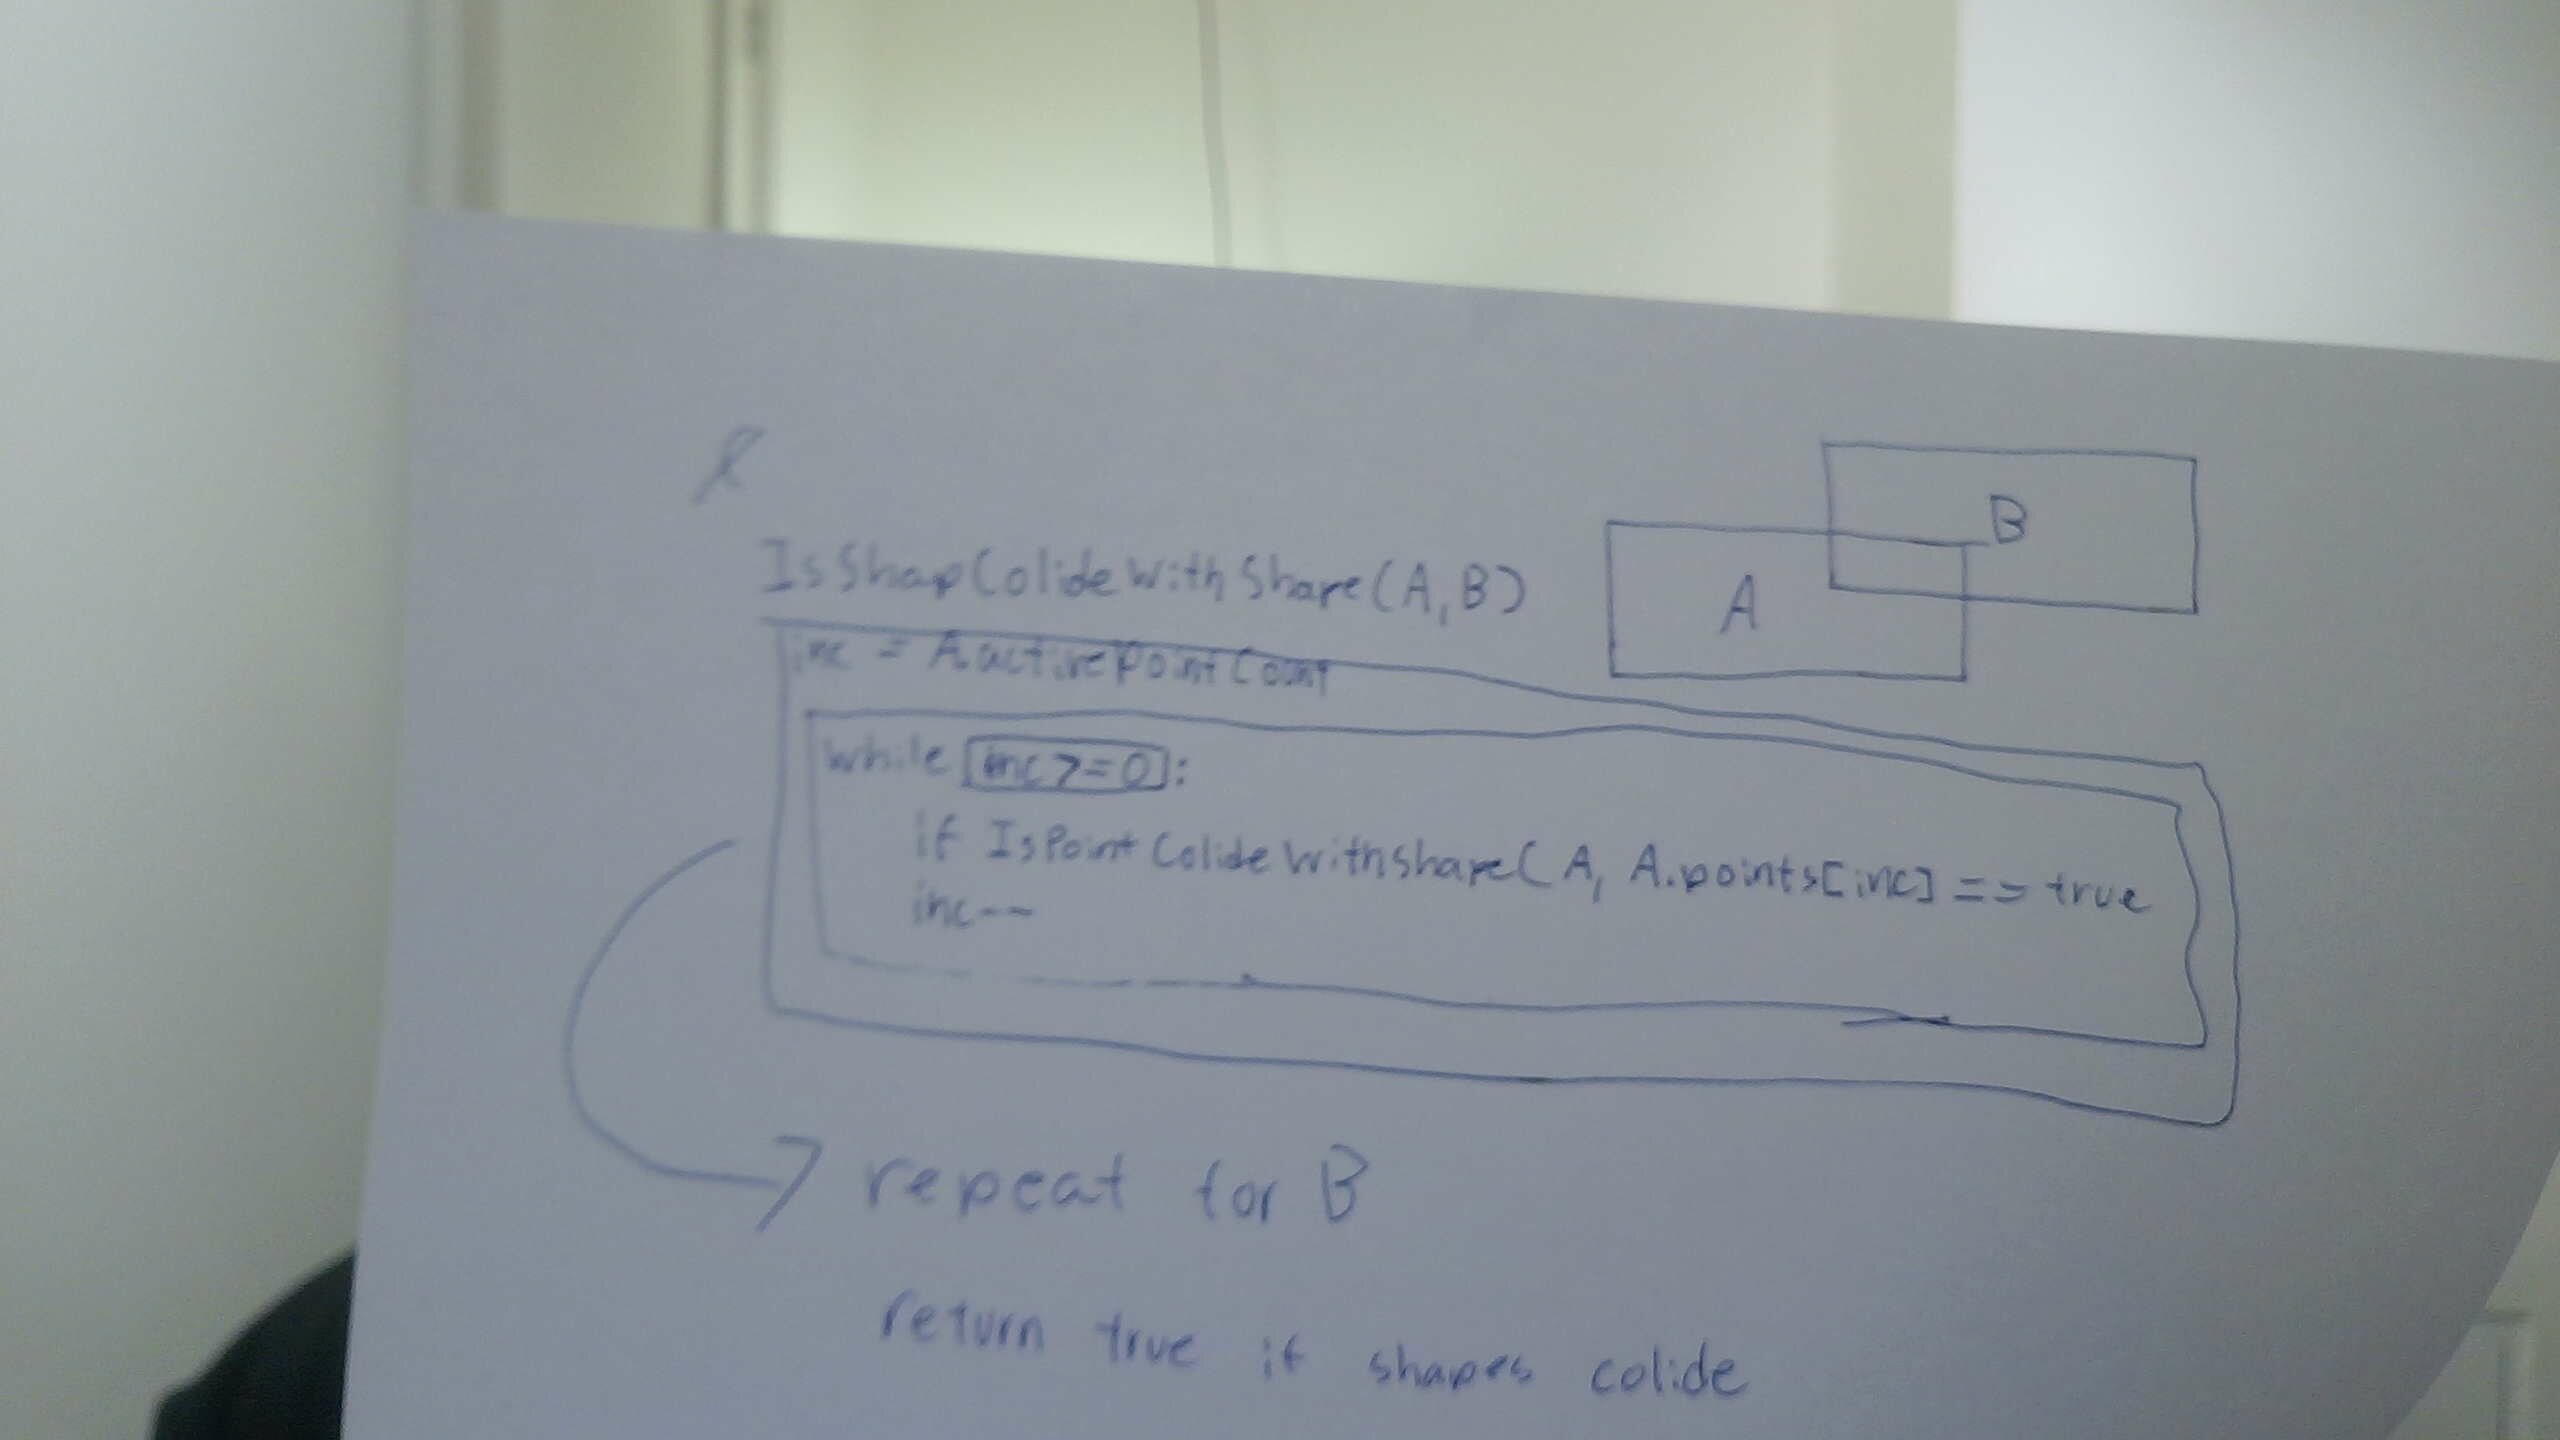 IsShapColideWithShape(A,B)
A
B
inc = A.activePointCount
while inc>=0:
if IsPointColideWithshape(A, A.points[inc] == true
inc--
repeat for B
return true if shapes colide